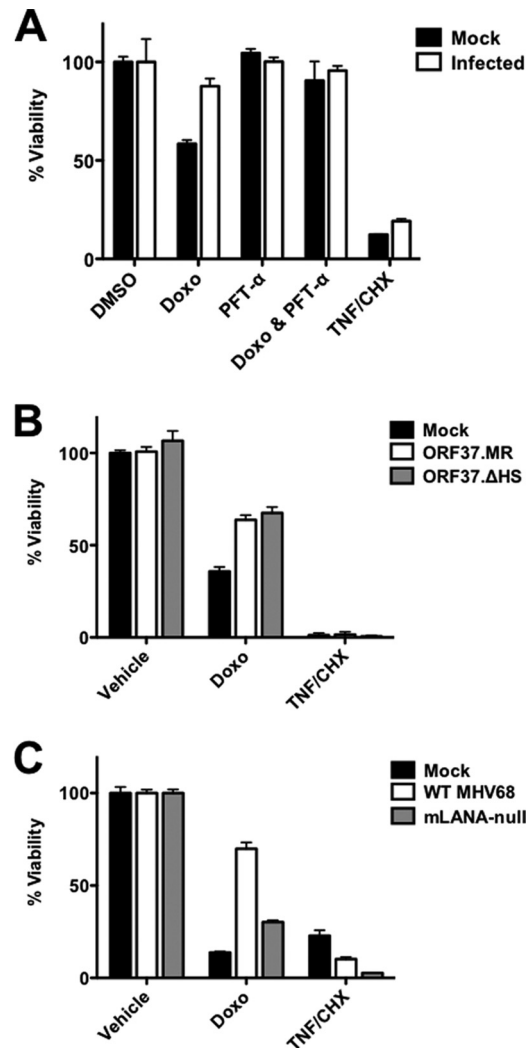 A
Mock
Infected
% Viability
100
50
0
DMSO
Doxo
PFT-α
Doxo & PFT-α
TNF/CHX
B
Mock
ORF37.MR
ORF37.ΔHS
% Viability
100
50
0
Vehicle
Doxo
TNF/CHX
C
Mock
WT MHV68
mLANA-null
% Viability
100
50
0
Vehicle
Doxo
TNF/CHX